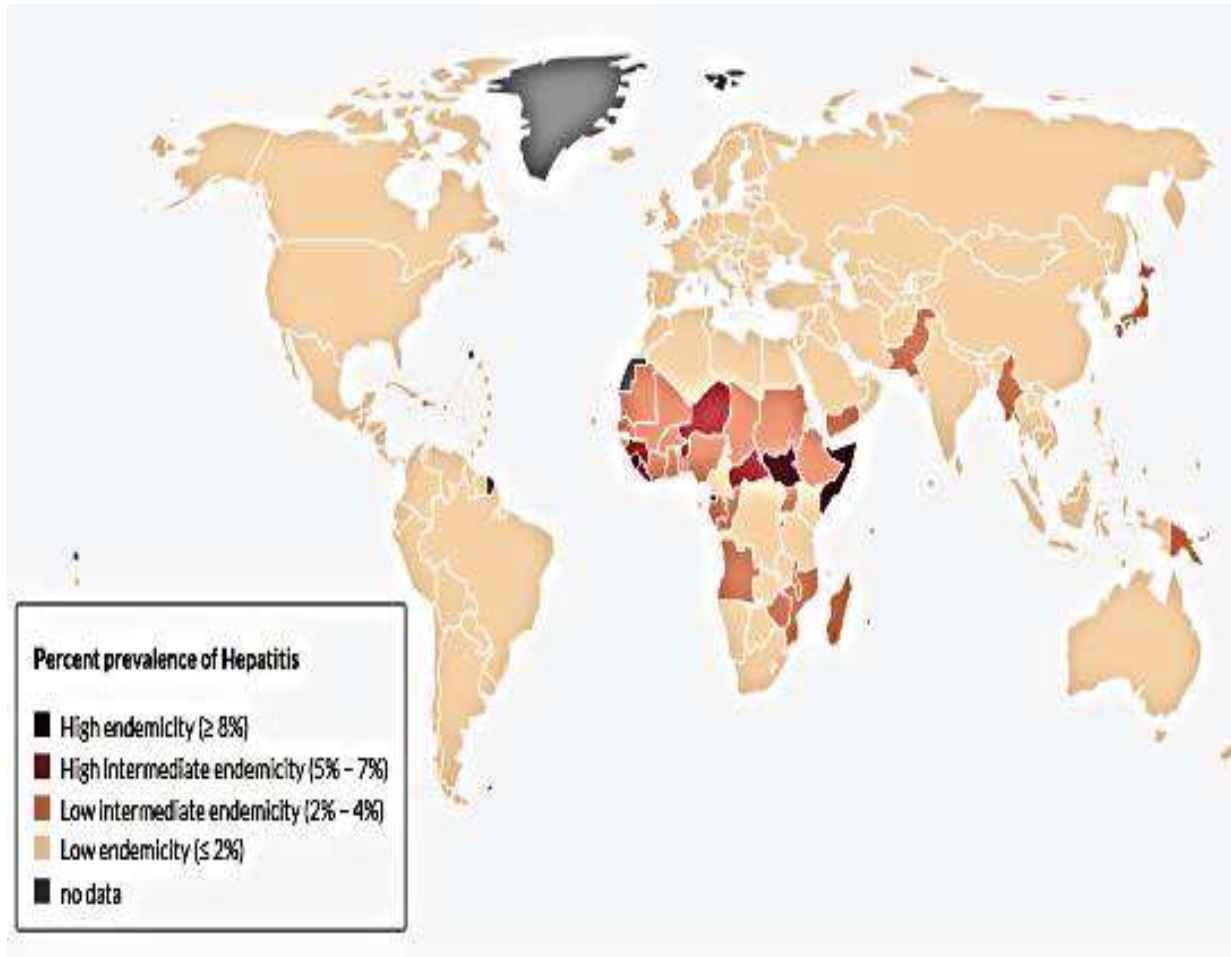 Percent prevalence of Hepatitis
High endemicity (≥ 8%)
High Intermediate endemicity (5% – 7%)
Low intermediate endemicity (2% – 4%)
Low endemicity (≤ 2%)
no data